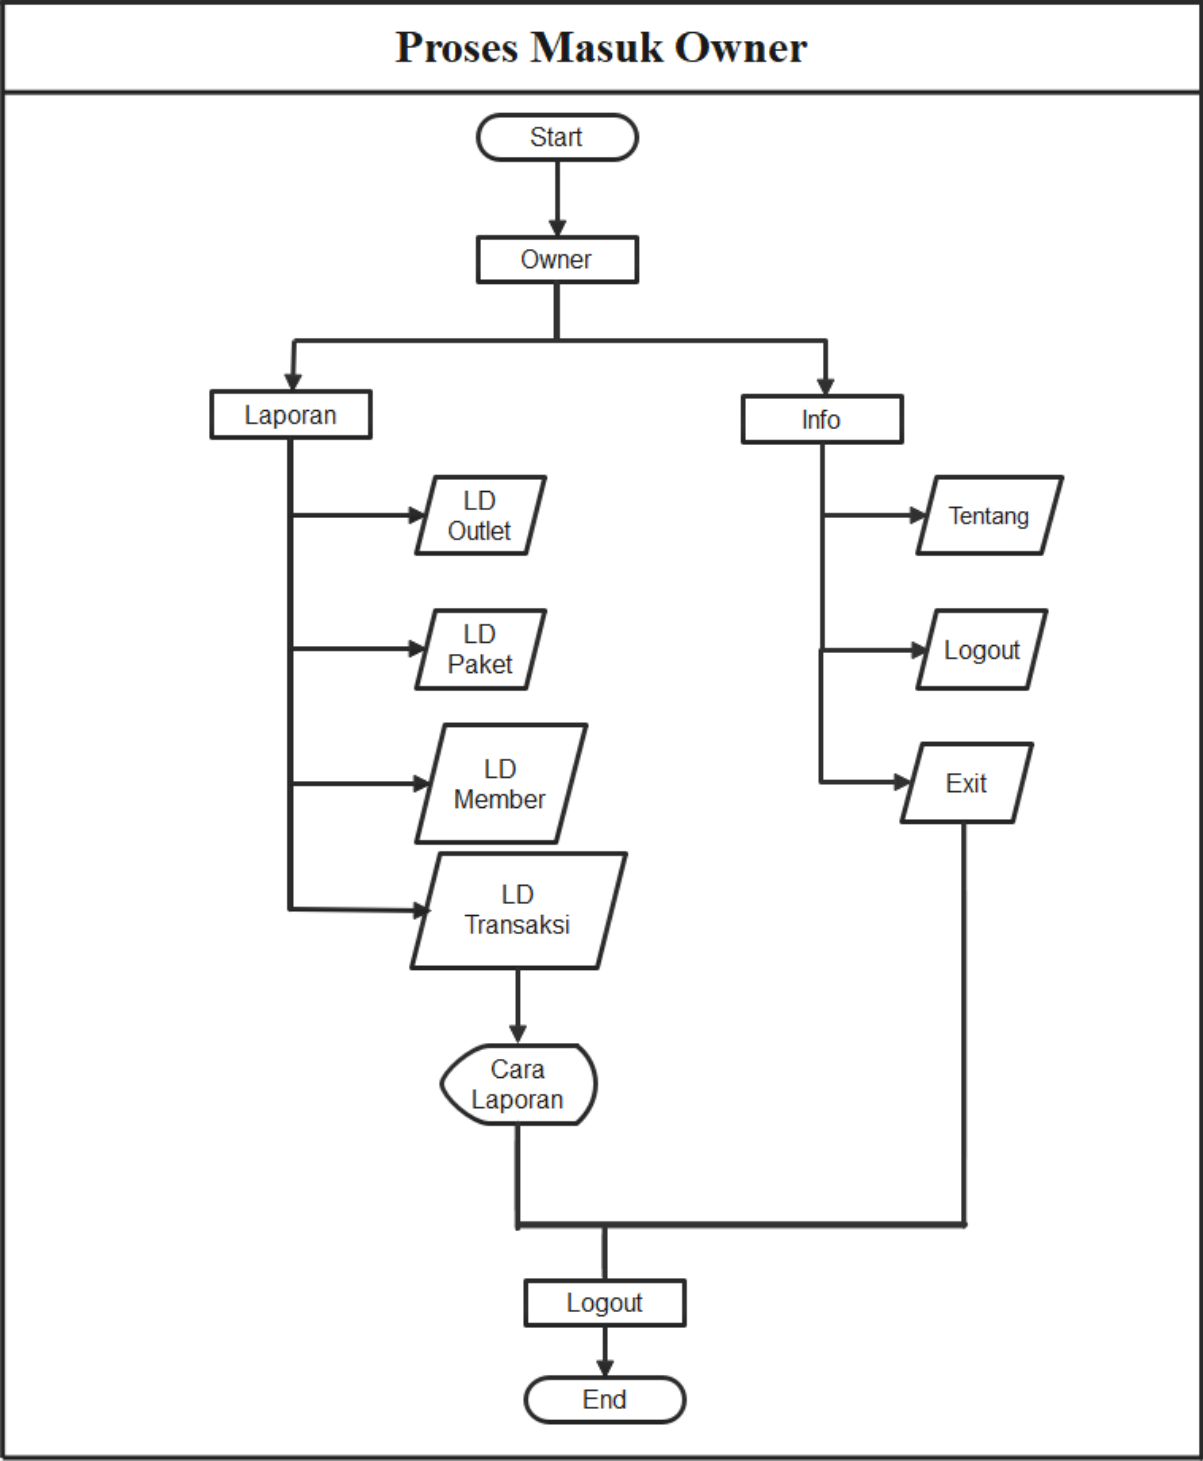 Proses Masuk Owner
Start
Owner
Laporan
Info
LD
Outlet
Tentang
LD
Paket
Logout
LD
Member
Exit
LD
Transaksi
Cara
Laporan
Logout
End